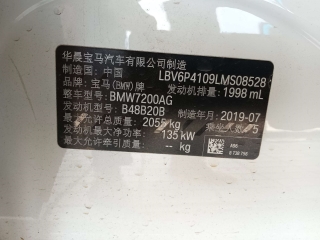 华晨宝马汽车有限公司制造
制造国: 中国 LBV6P4109LMS08528
品牌: 宝马(BMW)牌 发动机排量: 1998 mL
整车型号: BMW7200AG
发动机型号: B48B20B 制造年月: 2019-07
最大允许总质量: 2055 kg 乘坐人数: 5
发动机最大净功率: 135 kW
最大允许牵引质量: -- kg